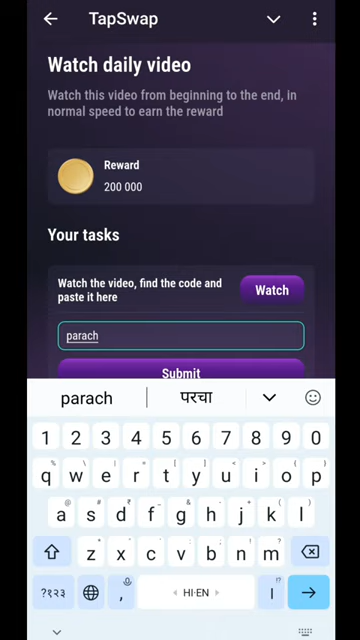 TapSwap
Watch daily video
Watch this video from beginning to the end, in
normal speed to earn the reward
Reward
200 000
Your tasks
Watch the video, find the code and
paste it here
Watch
parach
Submit
parach
परचा
1 2 3 4 5 6 7 8 9 0
q w e r t y u i o p
a s d f g h j k l
z x c v b n m
?१२३ , HI·EN